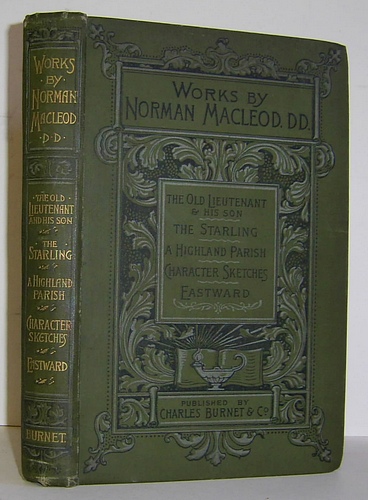 WORKS
BY
NORMAN
MACLEOD
D.D.
THE OLD
LIEUTENANT
AND HIS SON
THE
STARLING
A HIGHLAND
PARISH
CHARACTER
SKETCHES
EASTWARD
BURNET.
WORKS BY
NORMAN MACLEOD, D.D.
THE OLD LIEUTENANT
& HIS SON
THE STARLING
A HIGHLAND PARISH
CHARACTER SKETCHES
EASTWARD
PUBLISHED BY
CHARLES BURNET & Co.